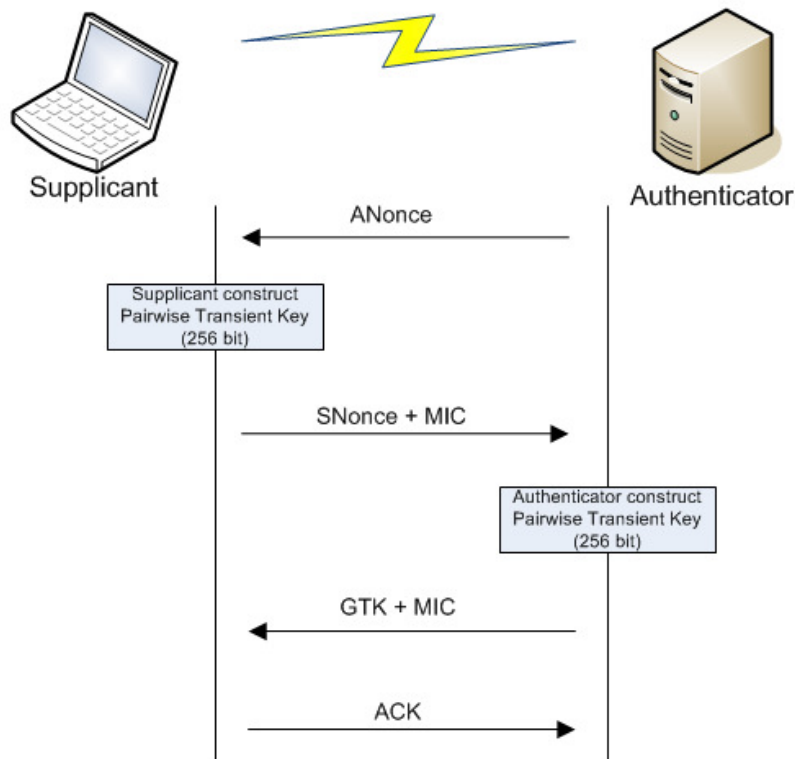 Supplicant
Authenticator
ANonce
Supplicant construct
Pairwise Transient Key
(256 bit)
SNonce + MIC
Authenticator construct
Pairwise Transient Key
(256 bit)
GTK + MIC
ACK